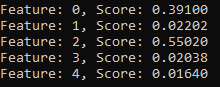 Feature: 0, Score: 0.39100
Feature: 1, Score: 0.02202
Feature: 2, Score: 0.55020
Feature: 3, Score: 0.02038
Feature: 4, Score: 0.01640